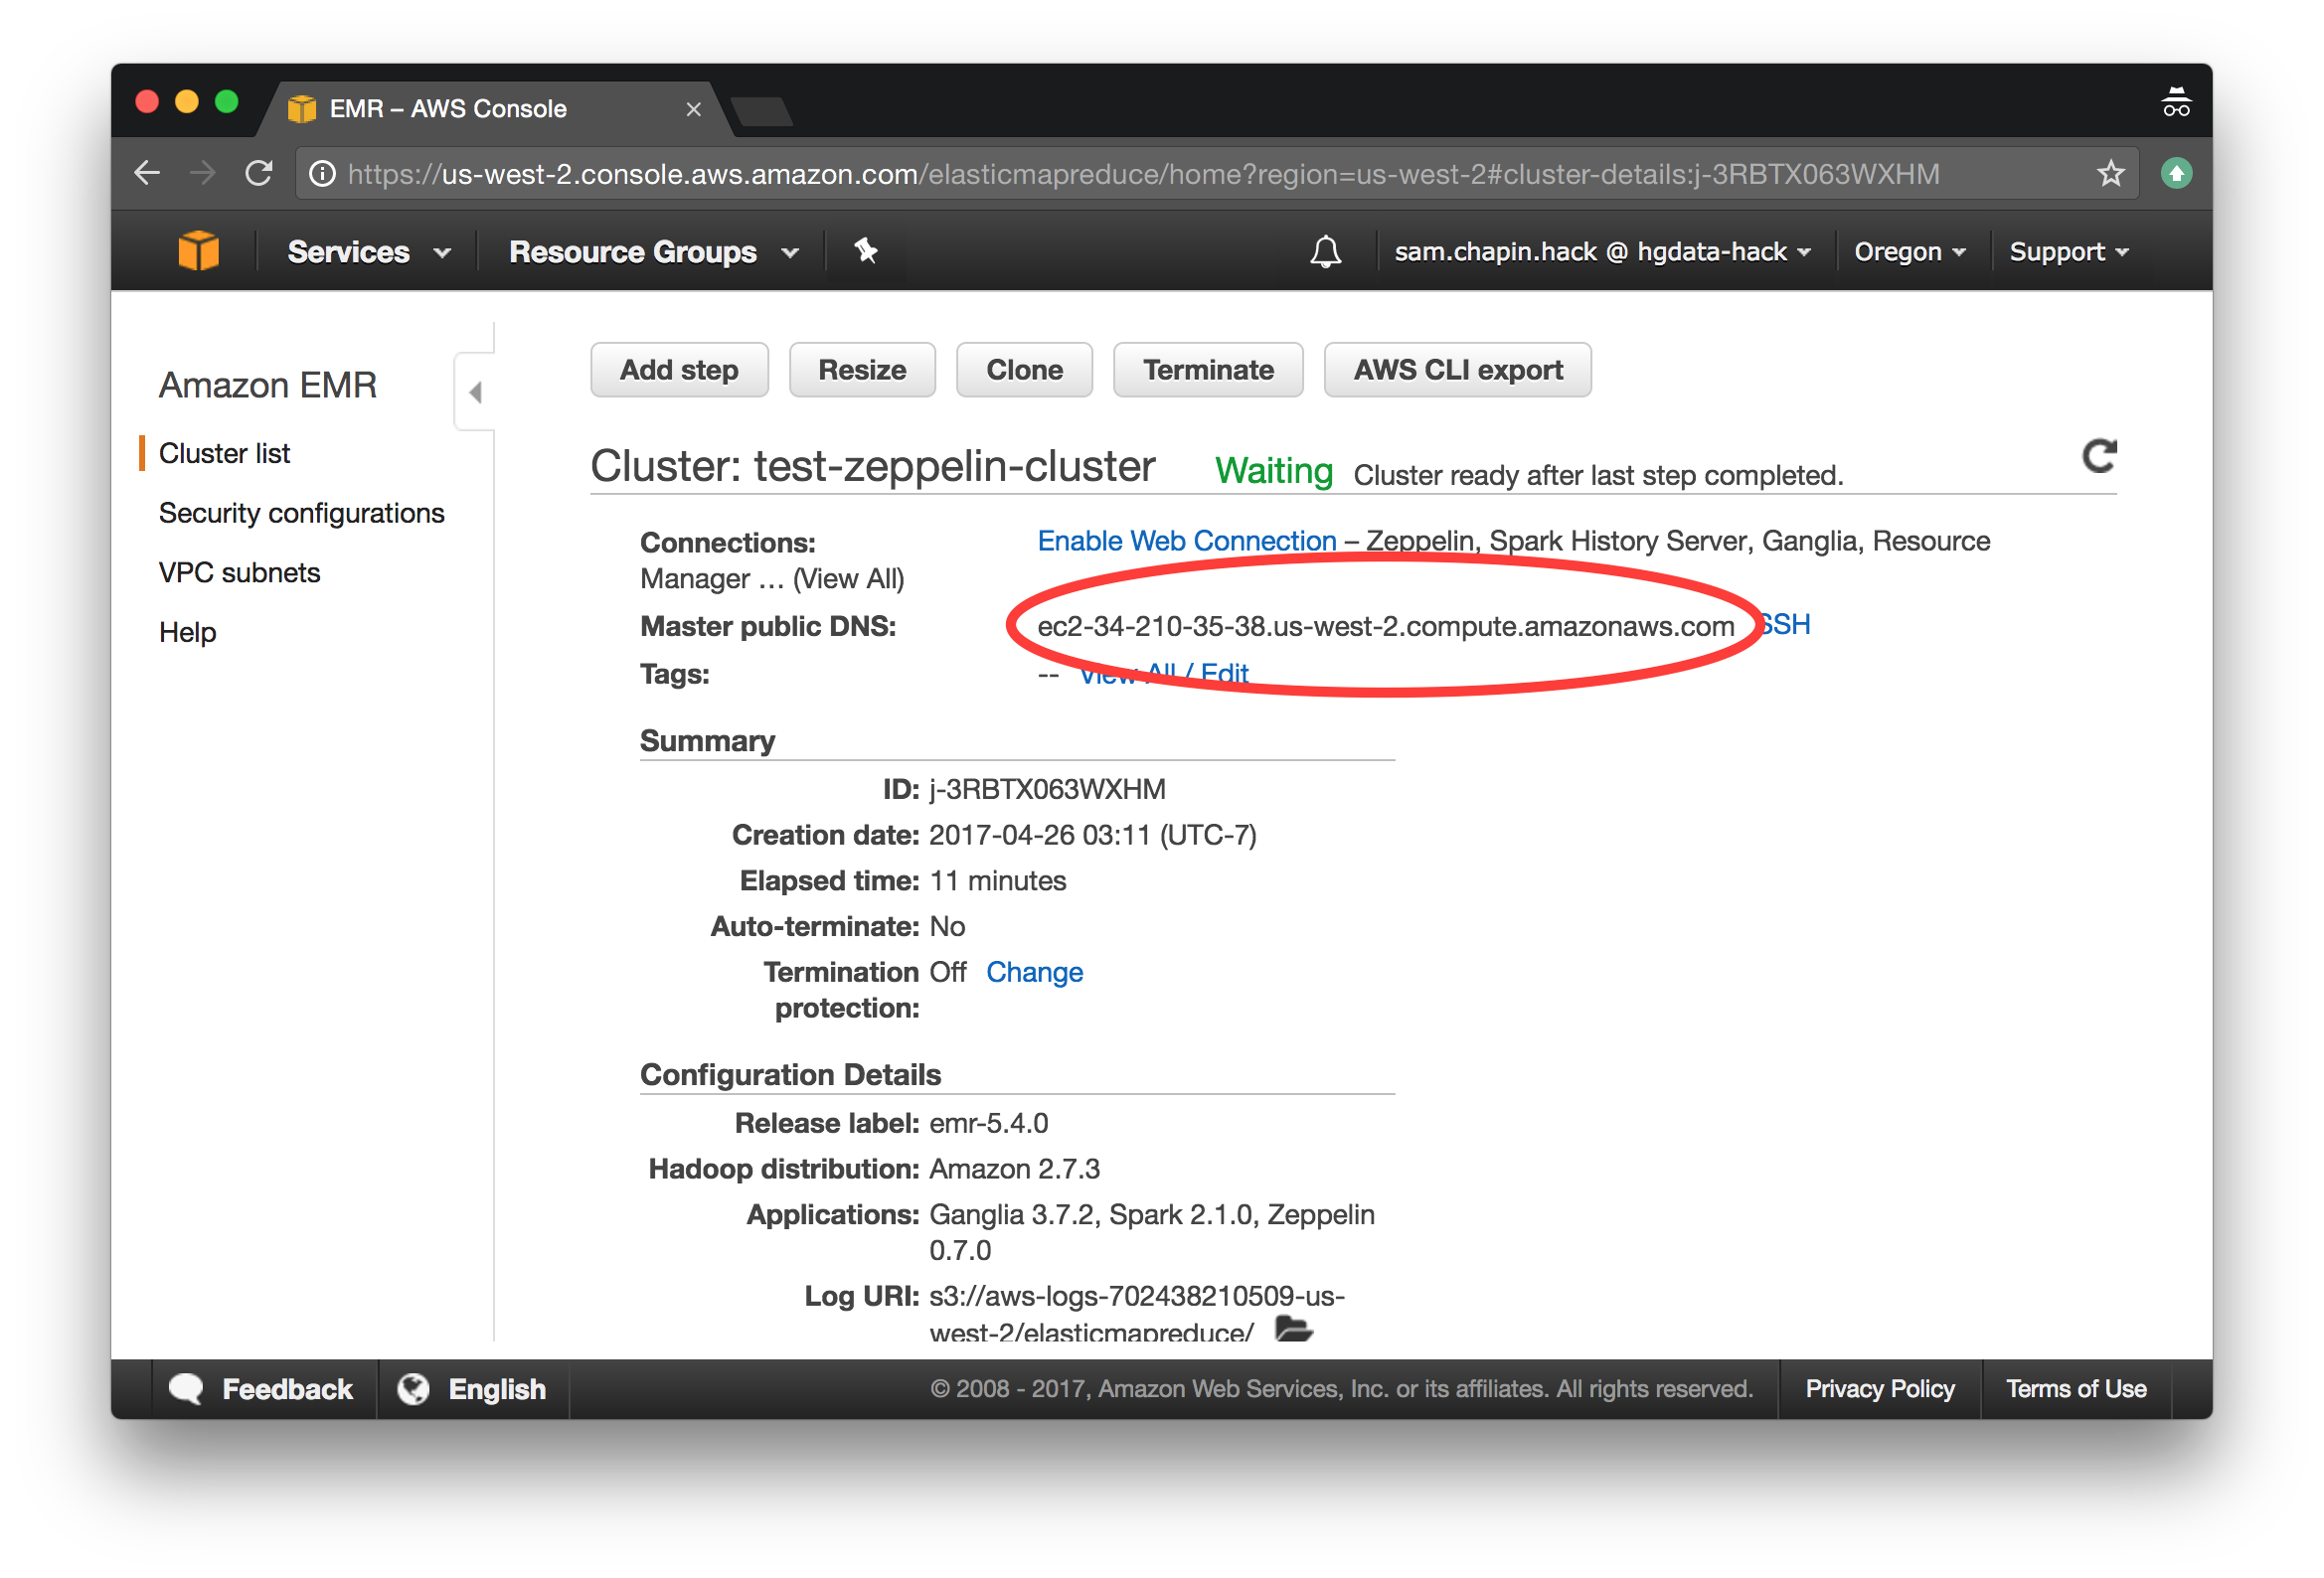 EMR – AWS Console
https://us-west-2.console.aws.amazon.com/elasticmapreduce/home?region=us-west-2#cluster-details:j-3RBTX063WXHM
Services Resource Groups sam.chapin.hack @ hgdata-hack Oregon Support
Amazon EMR
Cluster list
Security configurations
VPC subnets
Help
Add step Resize Clone Terminate AWS CLI export
Cluster: test-zeppelin-cluster Waiting Cluster ready after last step completed.
Connections: Enable Web Connection – Zeppelin, Spark History Server, Ganglia, Resource
Manager … (View All)
Master public DNS: ec2-34-210-35-38.us-west-2.compute.amazonaws.com SSH
Tags: -- View All / Edit
Summary
ID: j-3RBTX063WXHM
Creation date: 2017-04-26 03:11 (UTC-7)
Elapsed time: 11 minutes
Auto-terminate: No
Termination Off Change
protection:
Configuration Details
Release label: emr-5.4.0
Hadoop distribution: Amazon 2.7.3
Applications: Ganglia 3.7.2, Spark 2.1.0, Zeppelin
0.7.0
Log URI: s3://aws-logs-702438210509-us-
west-2/elasticmapreduce/
Feedback English © 2008 - 2017, Amazon Web Services, Inc. or its affiliates. All rights reserved. Privacy Policy Terms of Use